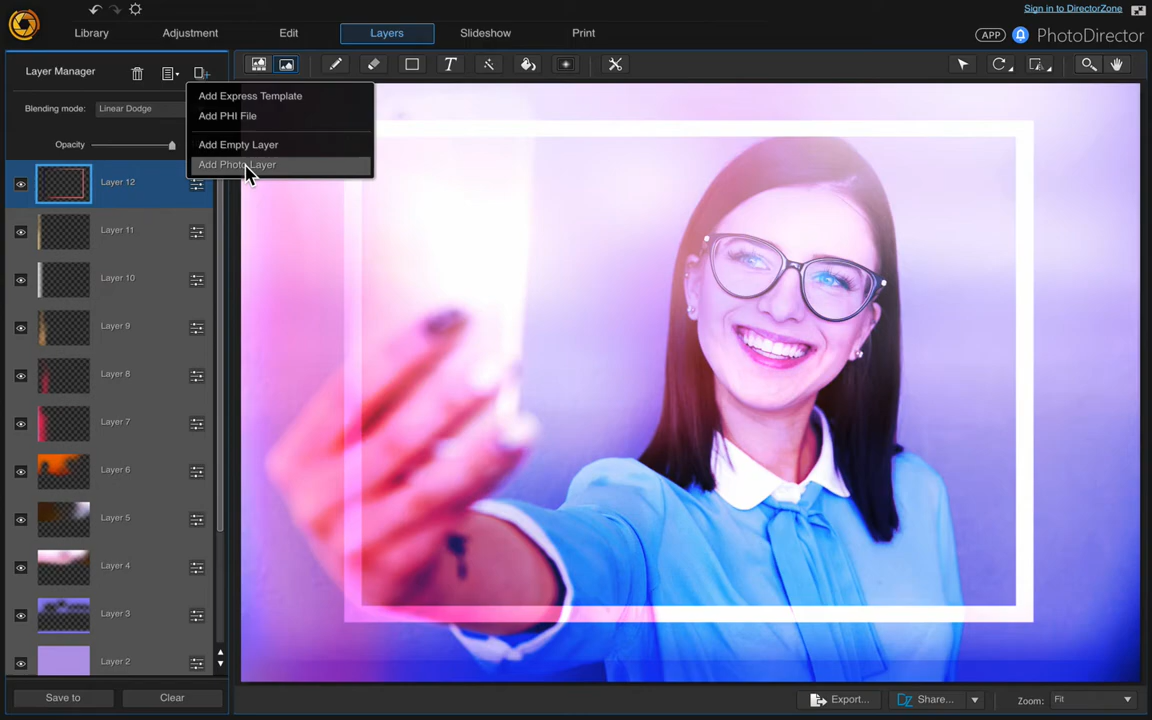 Sign in to DirectorZone
Library
Adjustment
Edit
Layers
Slideshow
Print
APP
PhotoDirector
Layer Manager
T
Blending mode:
Linear Dodge
Opacity
Add Express Template
Add PHI File
Add Empty Layer
Add Photo Layer
Layer 12
Layer 11
Layer 10
Layer 9
Layer 8
Layer 7
Layer 6
Layer 5
Layer 4
Layer 3
Layer 2
Save to
Clear
Export...
DZ
Share...
Zoom:
Fit